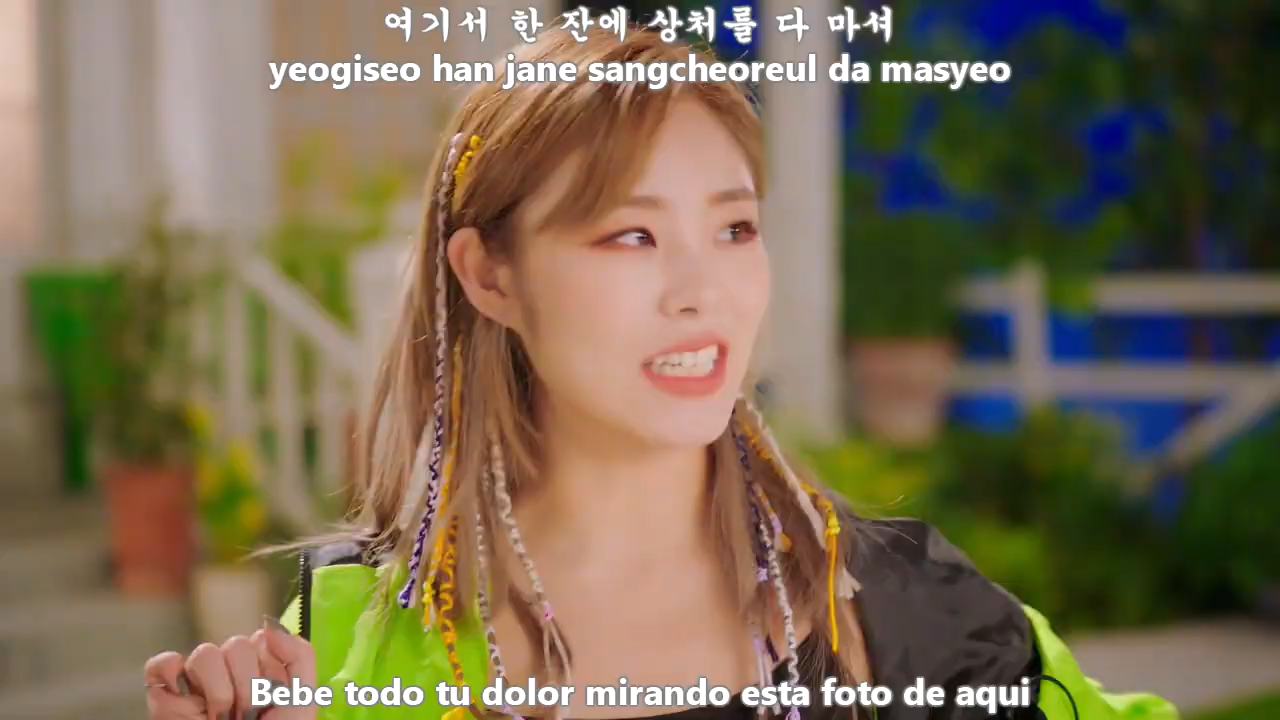 여기서 한 잔에 상처를 다 마셔
yeogiseo han jane sangcheoreul da masyeo
Bebe todo tu dolor mirando esta foto de aqui